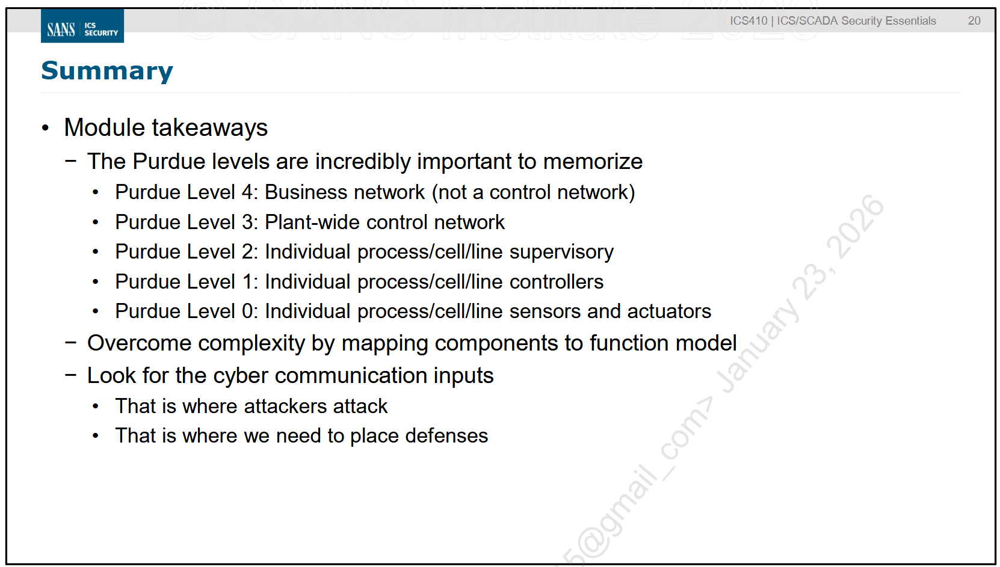 © SANS Institute 2023
SANS | ICS SECURITY
ICS410 | ICS/SCADA Security Essentials 20
Summary
• Module takeaways
– The Purdue levels are incredibly important to memorize
• Purdue Level 4: Business network (not a control network)
• Purdue Level 3: Plant-wide control network
• Purdue Level 2: Individual process/cell/line supervisory
• Purdue Level 1: Individual process/cell/line controllers
• Purdue Level 0: Individual process/cell/line sensors and actuators
– Overcome complexity by mapping components to function model
– Look for the cyber communication inputs
• That is where attackers attack
• That is where we need to place defenses
5@gmail_com> January 23, 2026